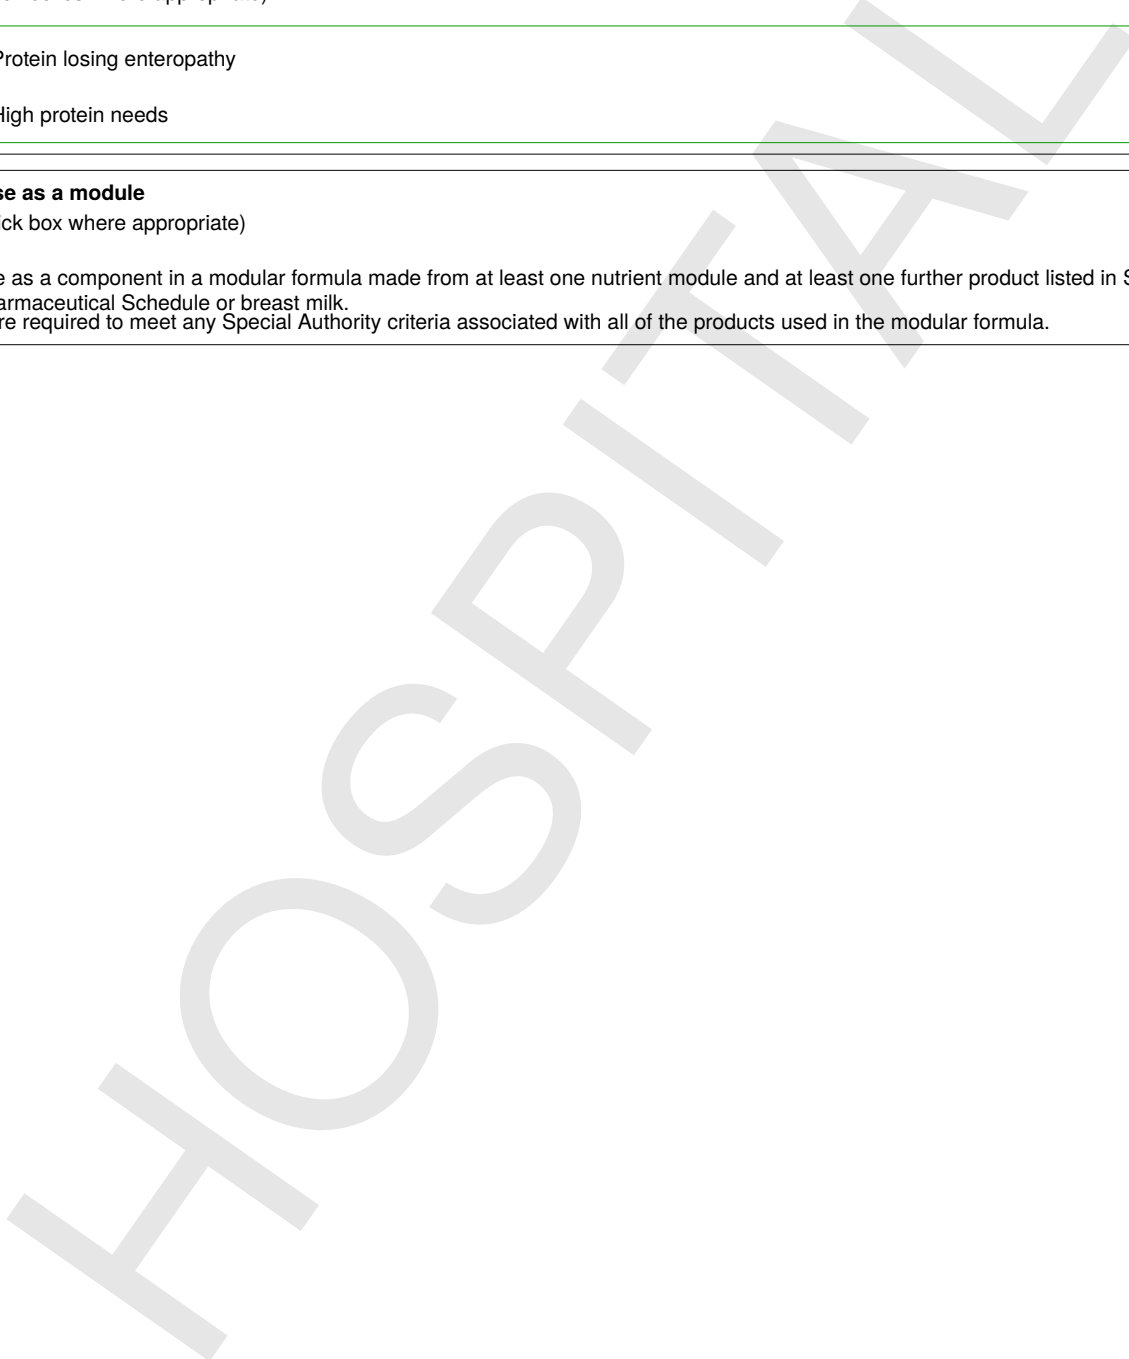 Protein losing enteropathy
High protein needs
se as a module
ick box where appropriate)
e as a component in a modular formula made from at least one nutrient module and at least one further product listed in S
armaceutical Schedule or breast milk.
re required to meet any Special Authority criteria associated with all of the products used in the modular formula.
HOSPITAL